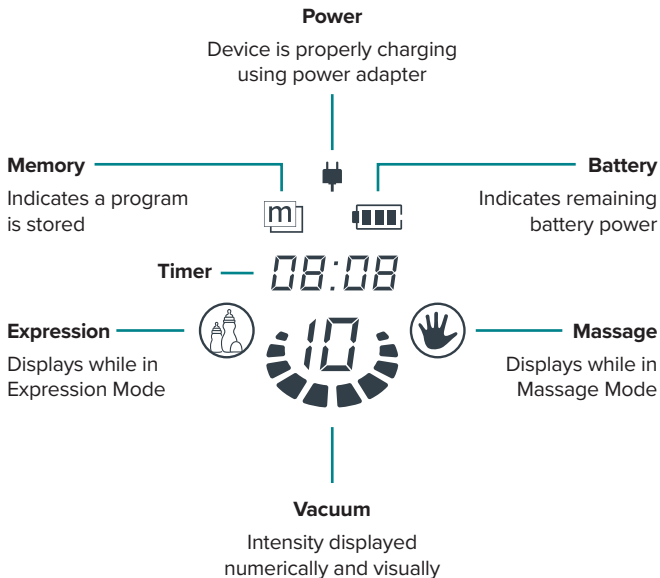 Power
Device is properly charging
using power adapter
Memory
Indicates a program
is stored
Battery
Indicates remaining
battery power
m
Timer
08:08
Expression
Displays while in
Expression Mode
10
Massage
Displays while in
Massage Mode
Vacuum
Intensity displayed
numerically and visually